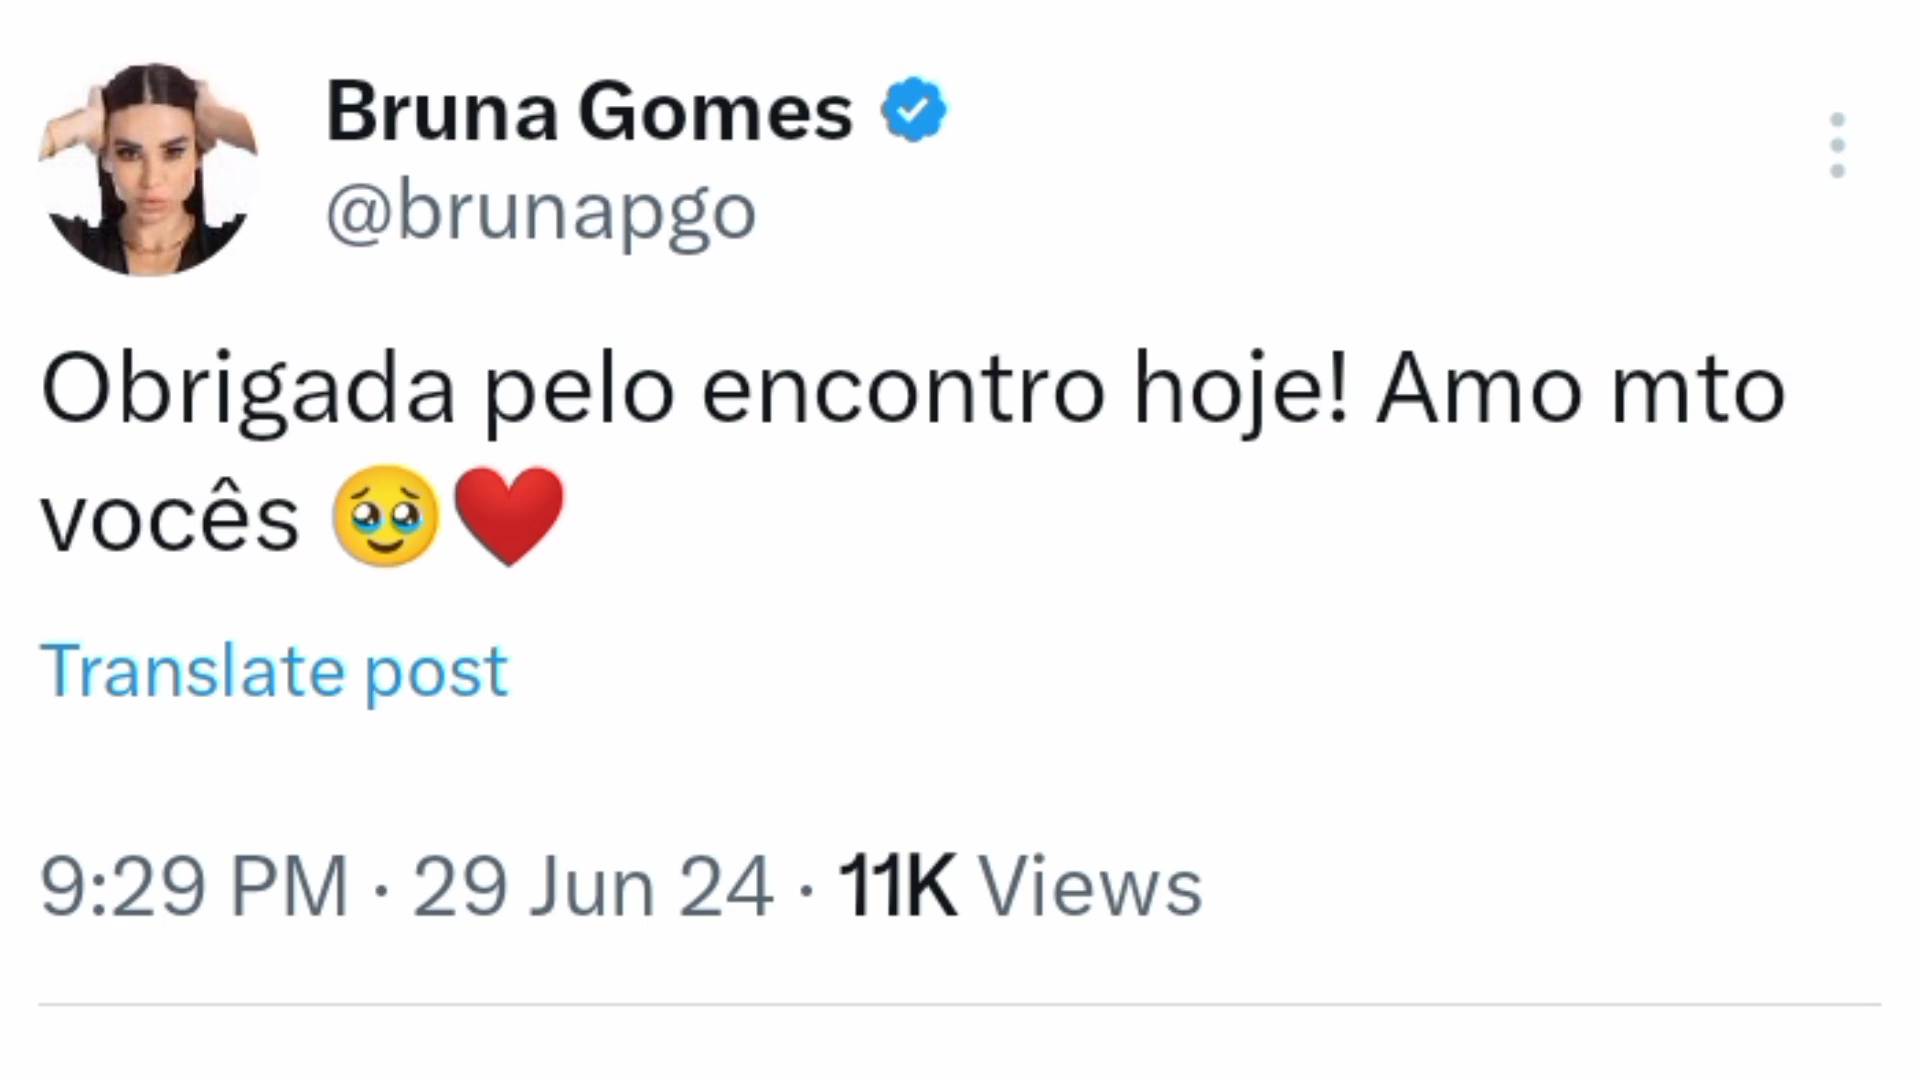 Bruna Gomes
@brunapgo
Obrigada pelo encontro hoje! Amo mto
vocês 🥹❤️
Translate post
9:29 PM · 29 Jun 24 · 11K Views